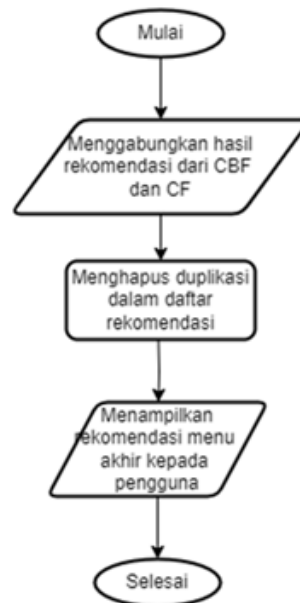 Mulai
Menggabungkan hasil
rekomendasi dari CBF
dan CF
Menghapus duplikasi
dalam daftar
rekomendasi
Menampilkan
rekomendasi menu
akhir kepada
pengguna
Selesai